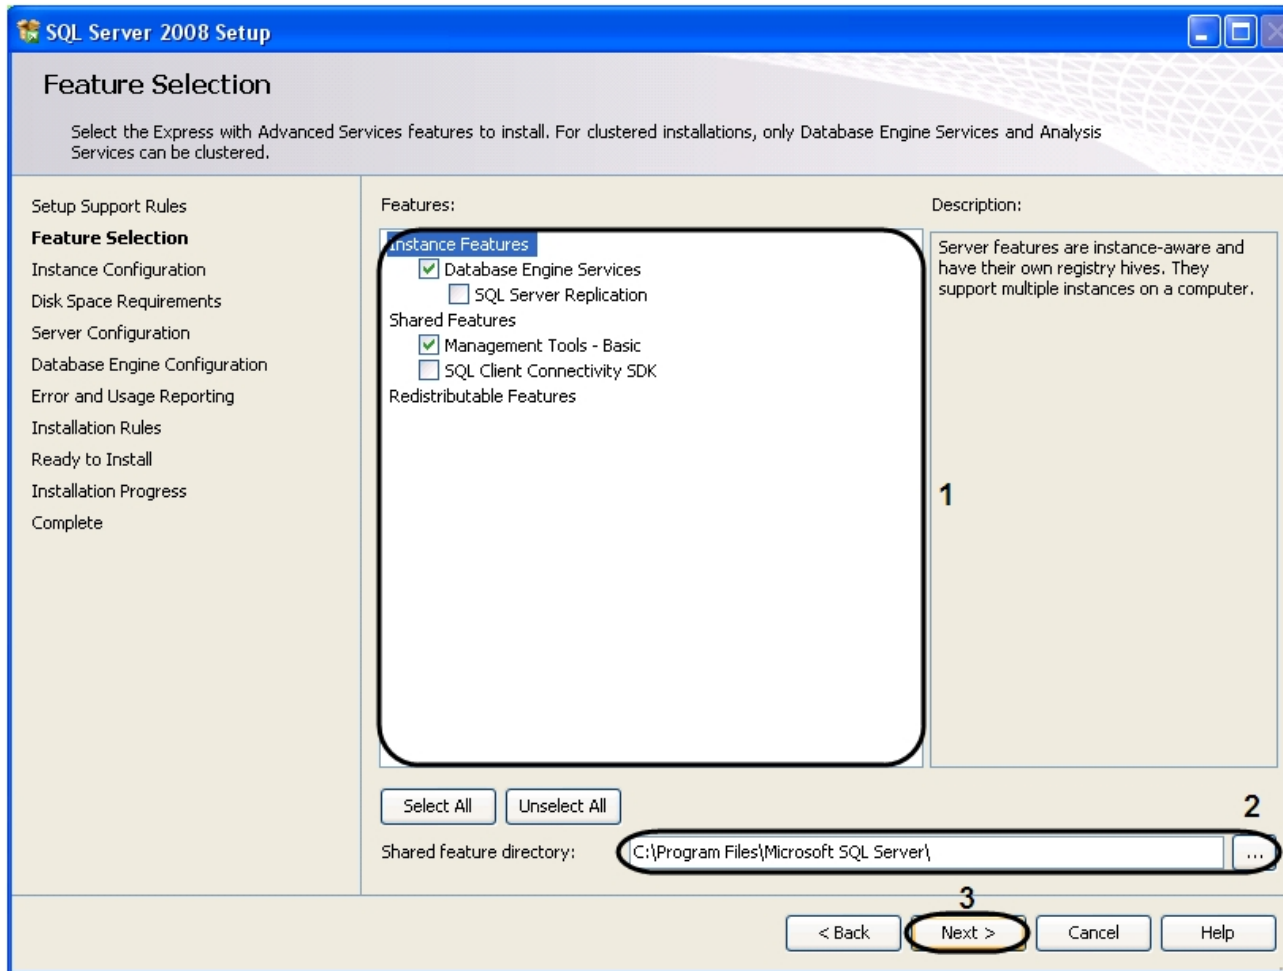 SQL Server 2008 Setup
Feature Selection
Select the Express with Advanced Services features to install. For clustered installations, only Database Engine Services and Analysis
Services can be clustered.
Setup Support Rules
Feature Selection
Instance Configuration
Disk Space Requirements
Server Configuration
Database Engine Configuration
Error and Usage Reporting
Installation Rules
Ready to Install
Installation Progress
Complete
Features:
Instance Features
Database Engine Services
SQL Server Replication
Shared Features
Management Tools - Basic
SQL Client Connectivity SDK
Redistributable Features
Description:
Server features are instance-aware and
have their own registry hives. They
support multiple instances on a computer.
1
Select All
Unselect All
2
Shared feature directory:
C:\Program Files\Microsoft SQL Server\
...
3
< Back
Next >
Cancel
Help